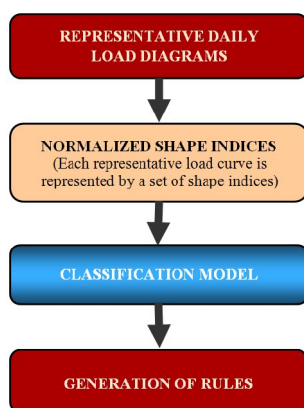 REPRESENTATIVE DAILY
LOAD DIAGRAMS
NORMALIZED SHAPE INDICES
(Each representative load curve is
represented by a set of shape indices)
CLASSIFICATION MODEL
GENERATION OF RULES